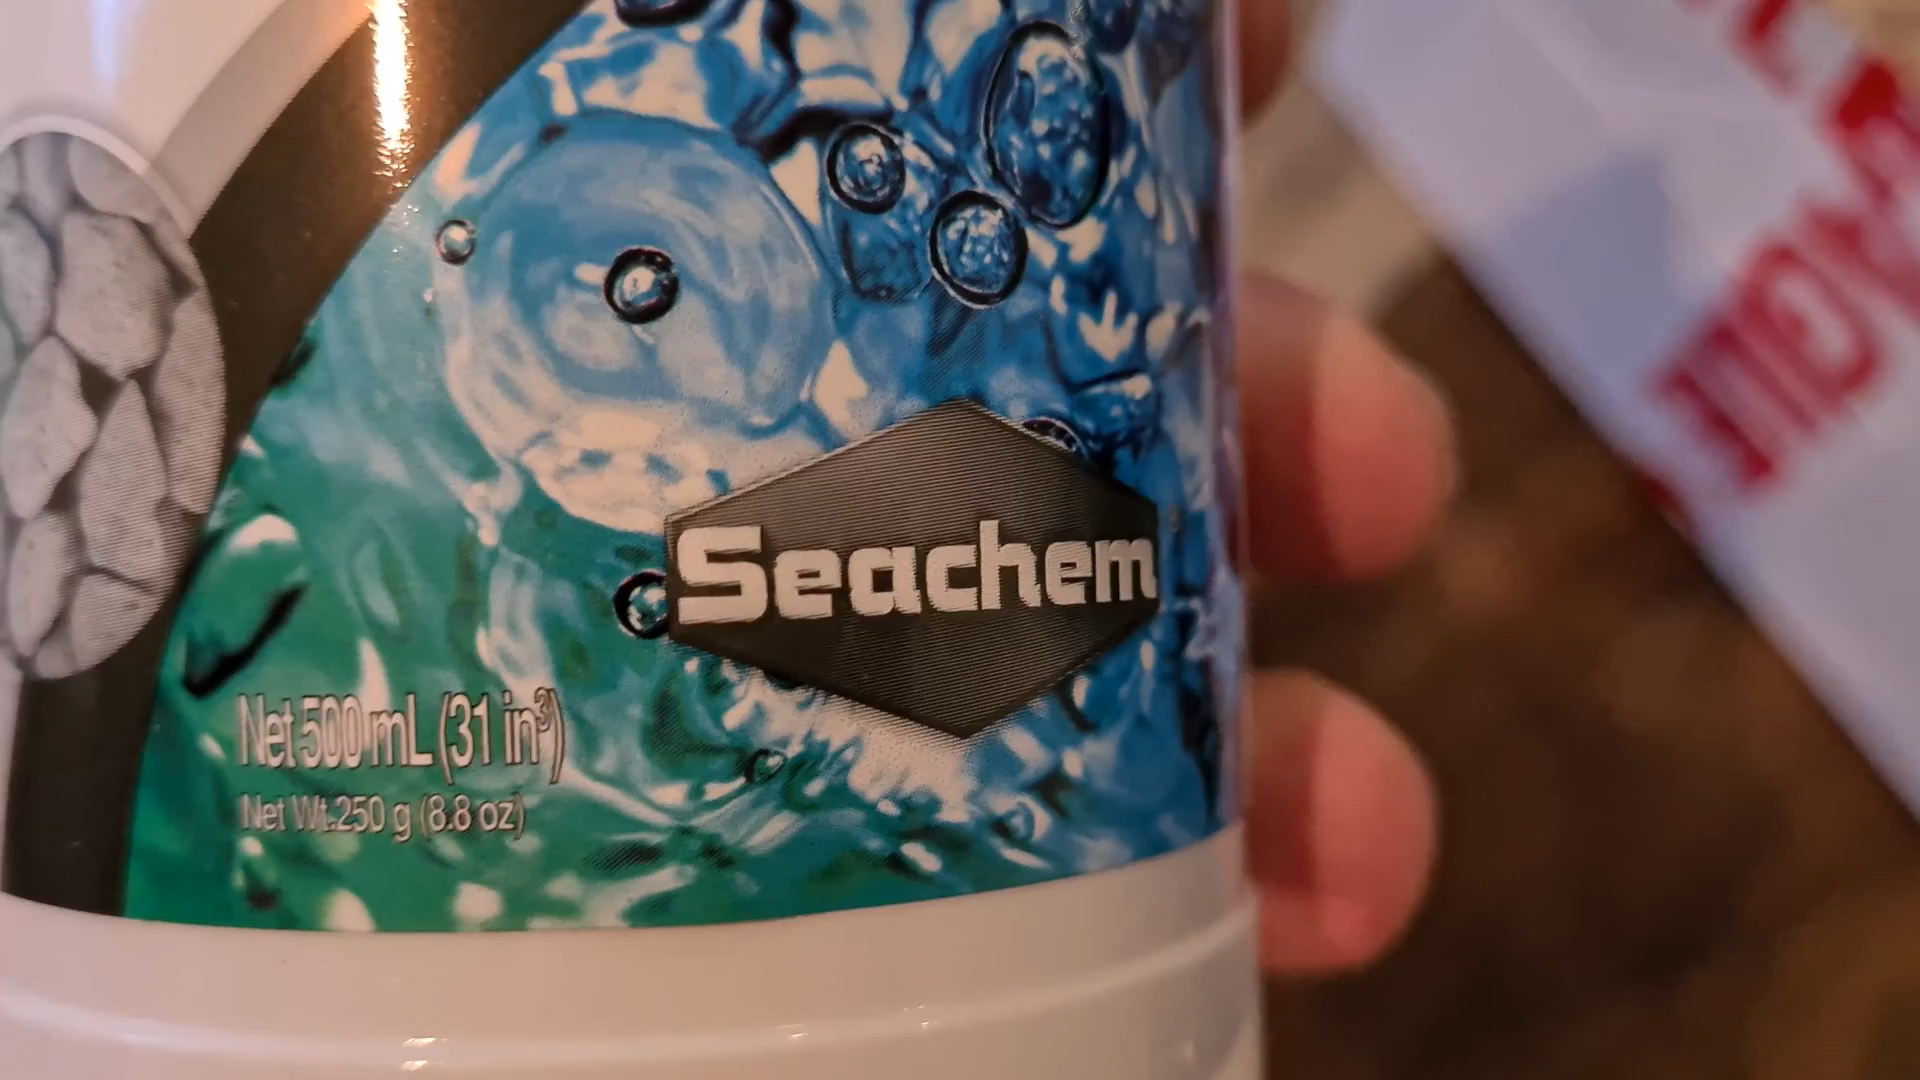 Seachem
Net 500 mL (31 in³)
Net Wt.250 g (8.8 oz)